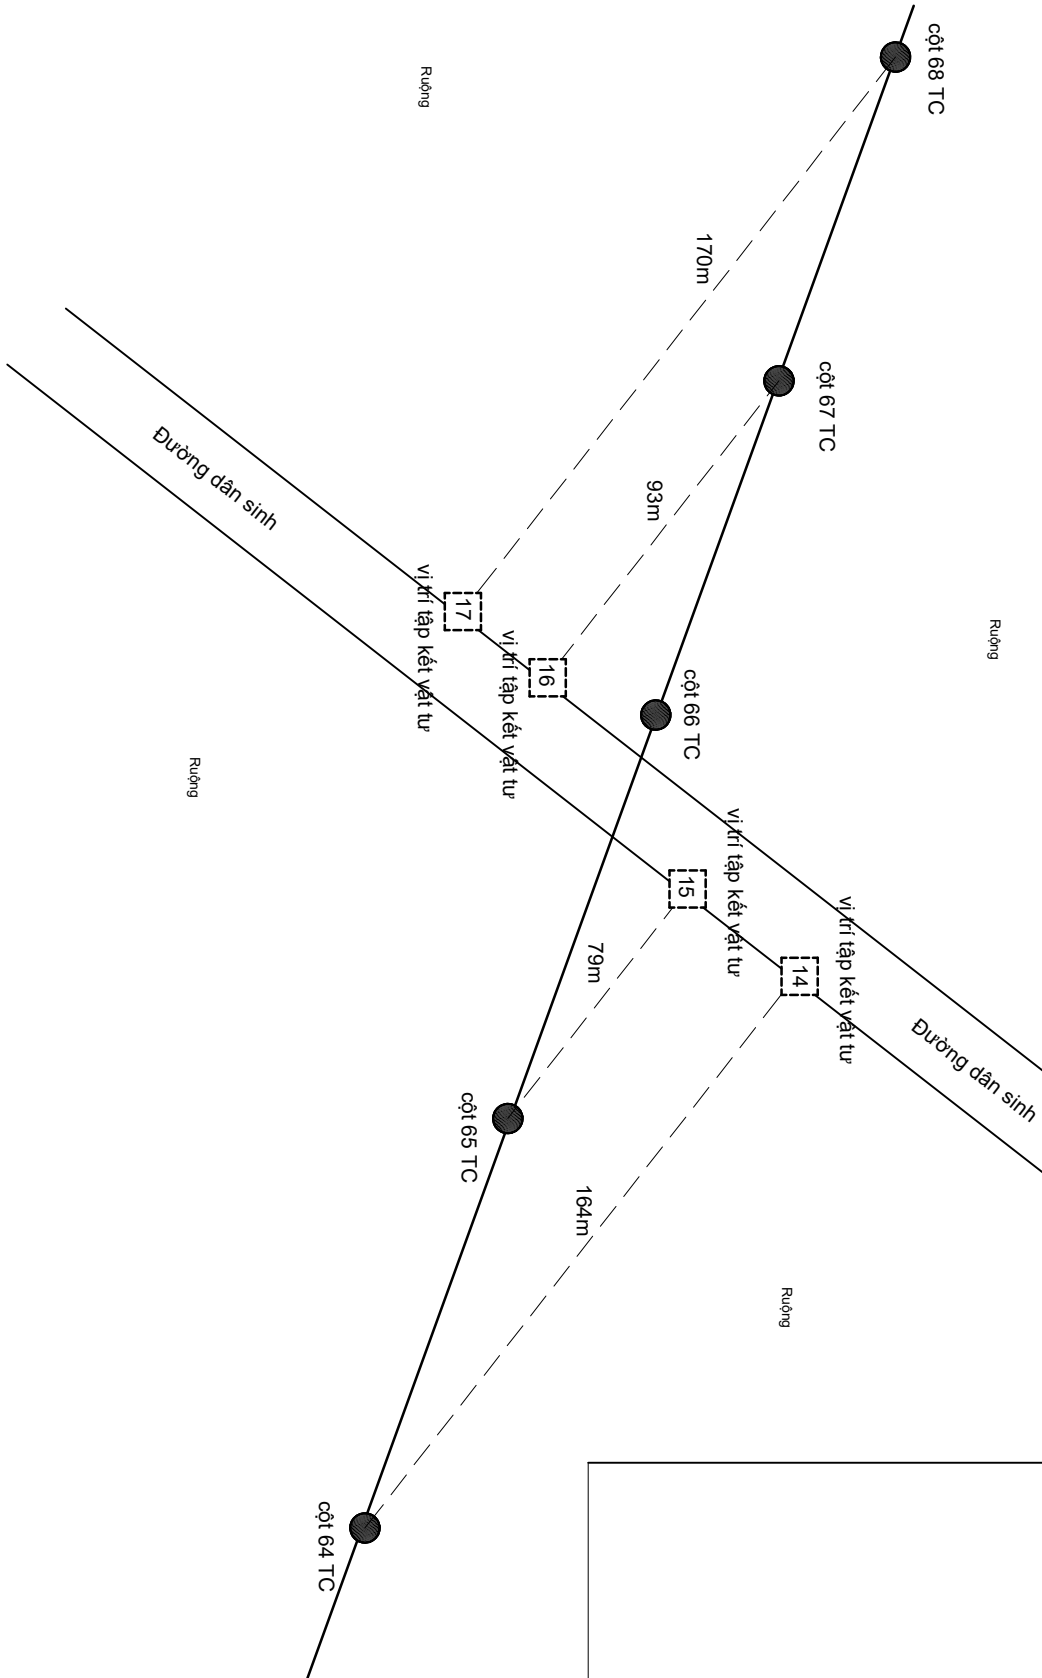 cột 68 TC
Ruộng
170m
cột 67 TC
93m
Đường dân sinh
17
vị trí tập kết vật tư
16
vị trí tập kết vật tư
Ruộng
cột 66 TC
Ruộng
15
vị trí tập kết vật tư
14
vị trí tập kết vật tư
79m
Đường dân sinh
cột 65 TC
164m
Ruộng
cột 64 TC